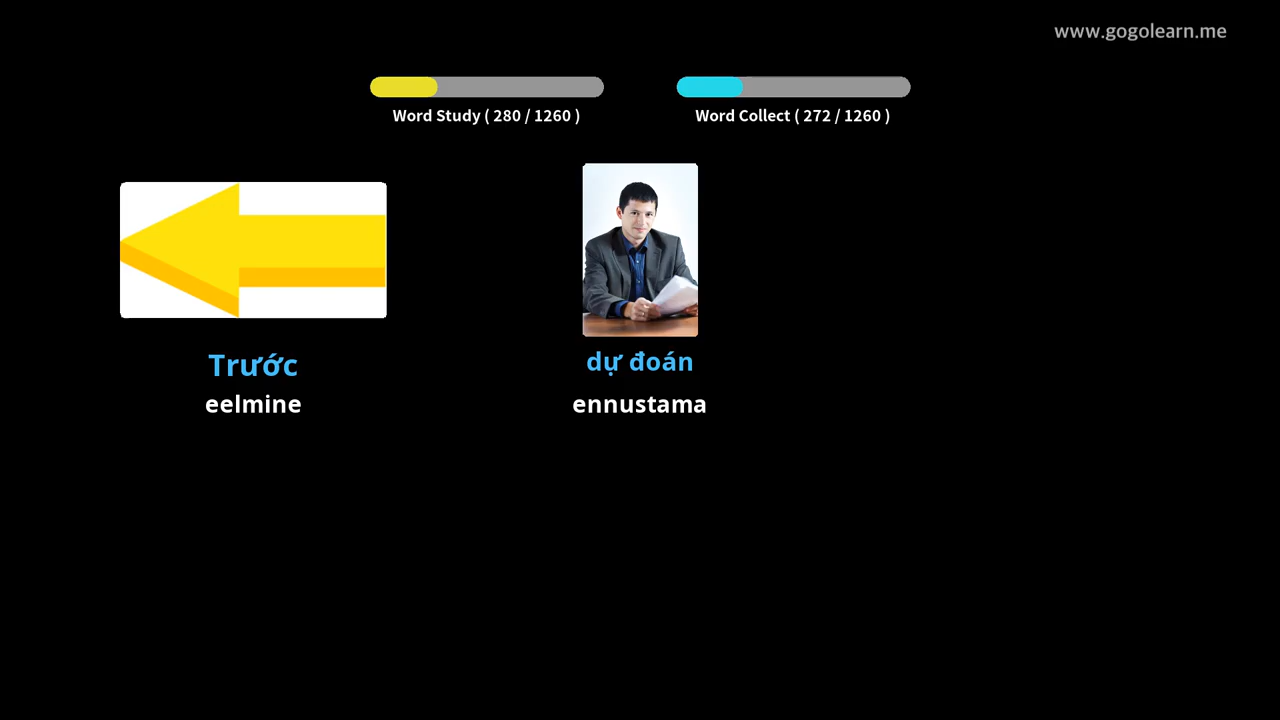 www.gogolearn.me
Word Study ( 280 / 1260 )
Word Collect ( 272 / 1260 )
Trước
eelmine
dự đoán
ennustama